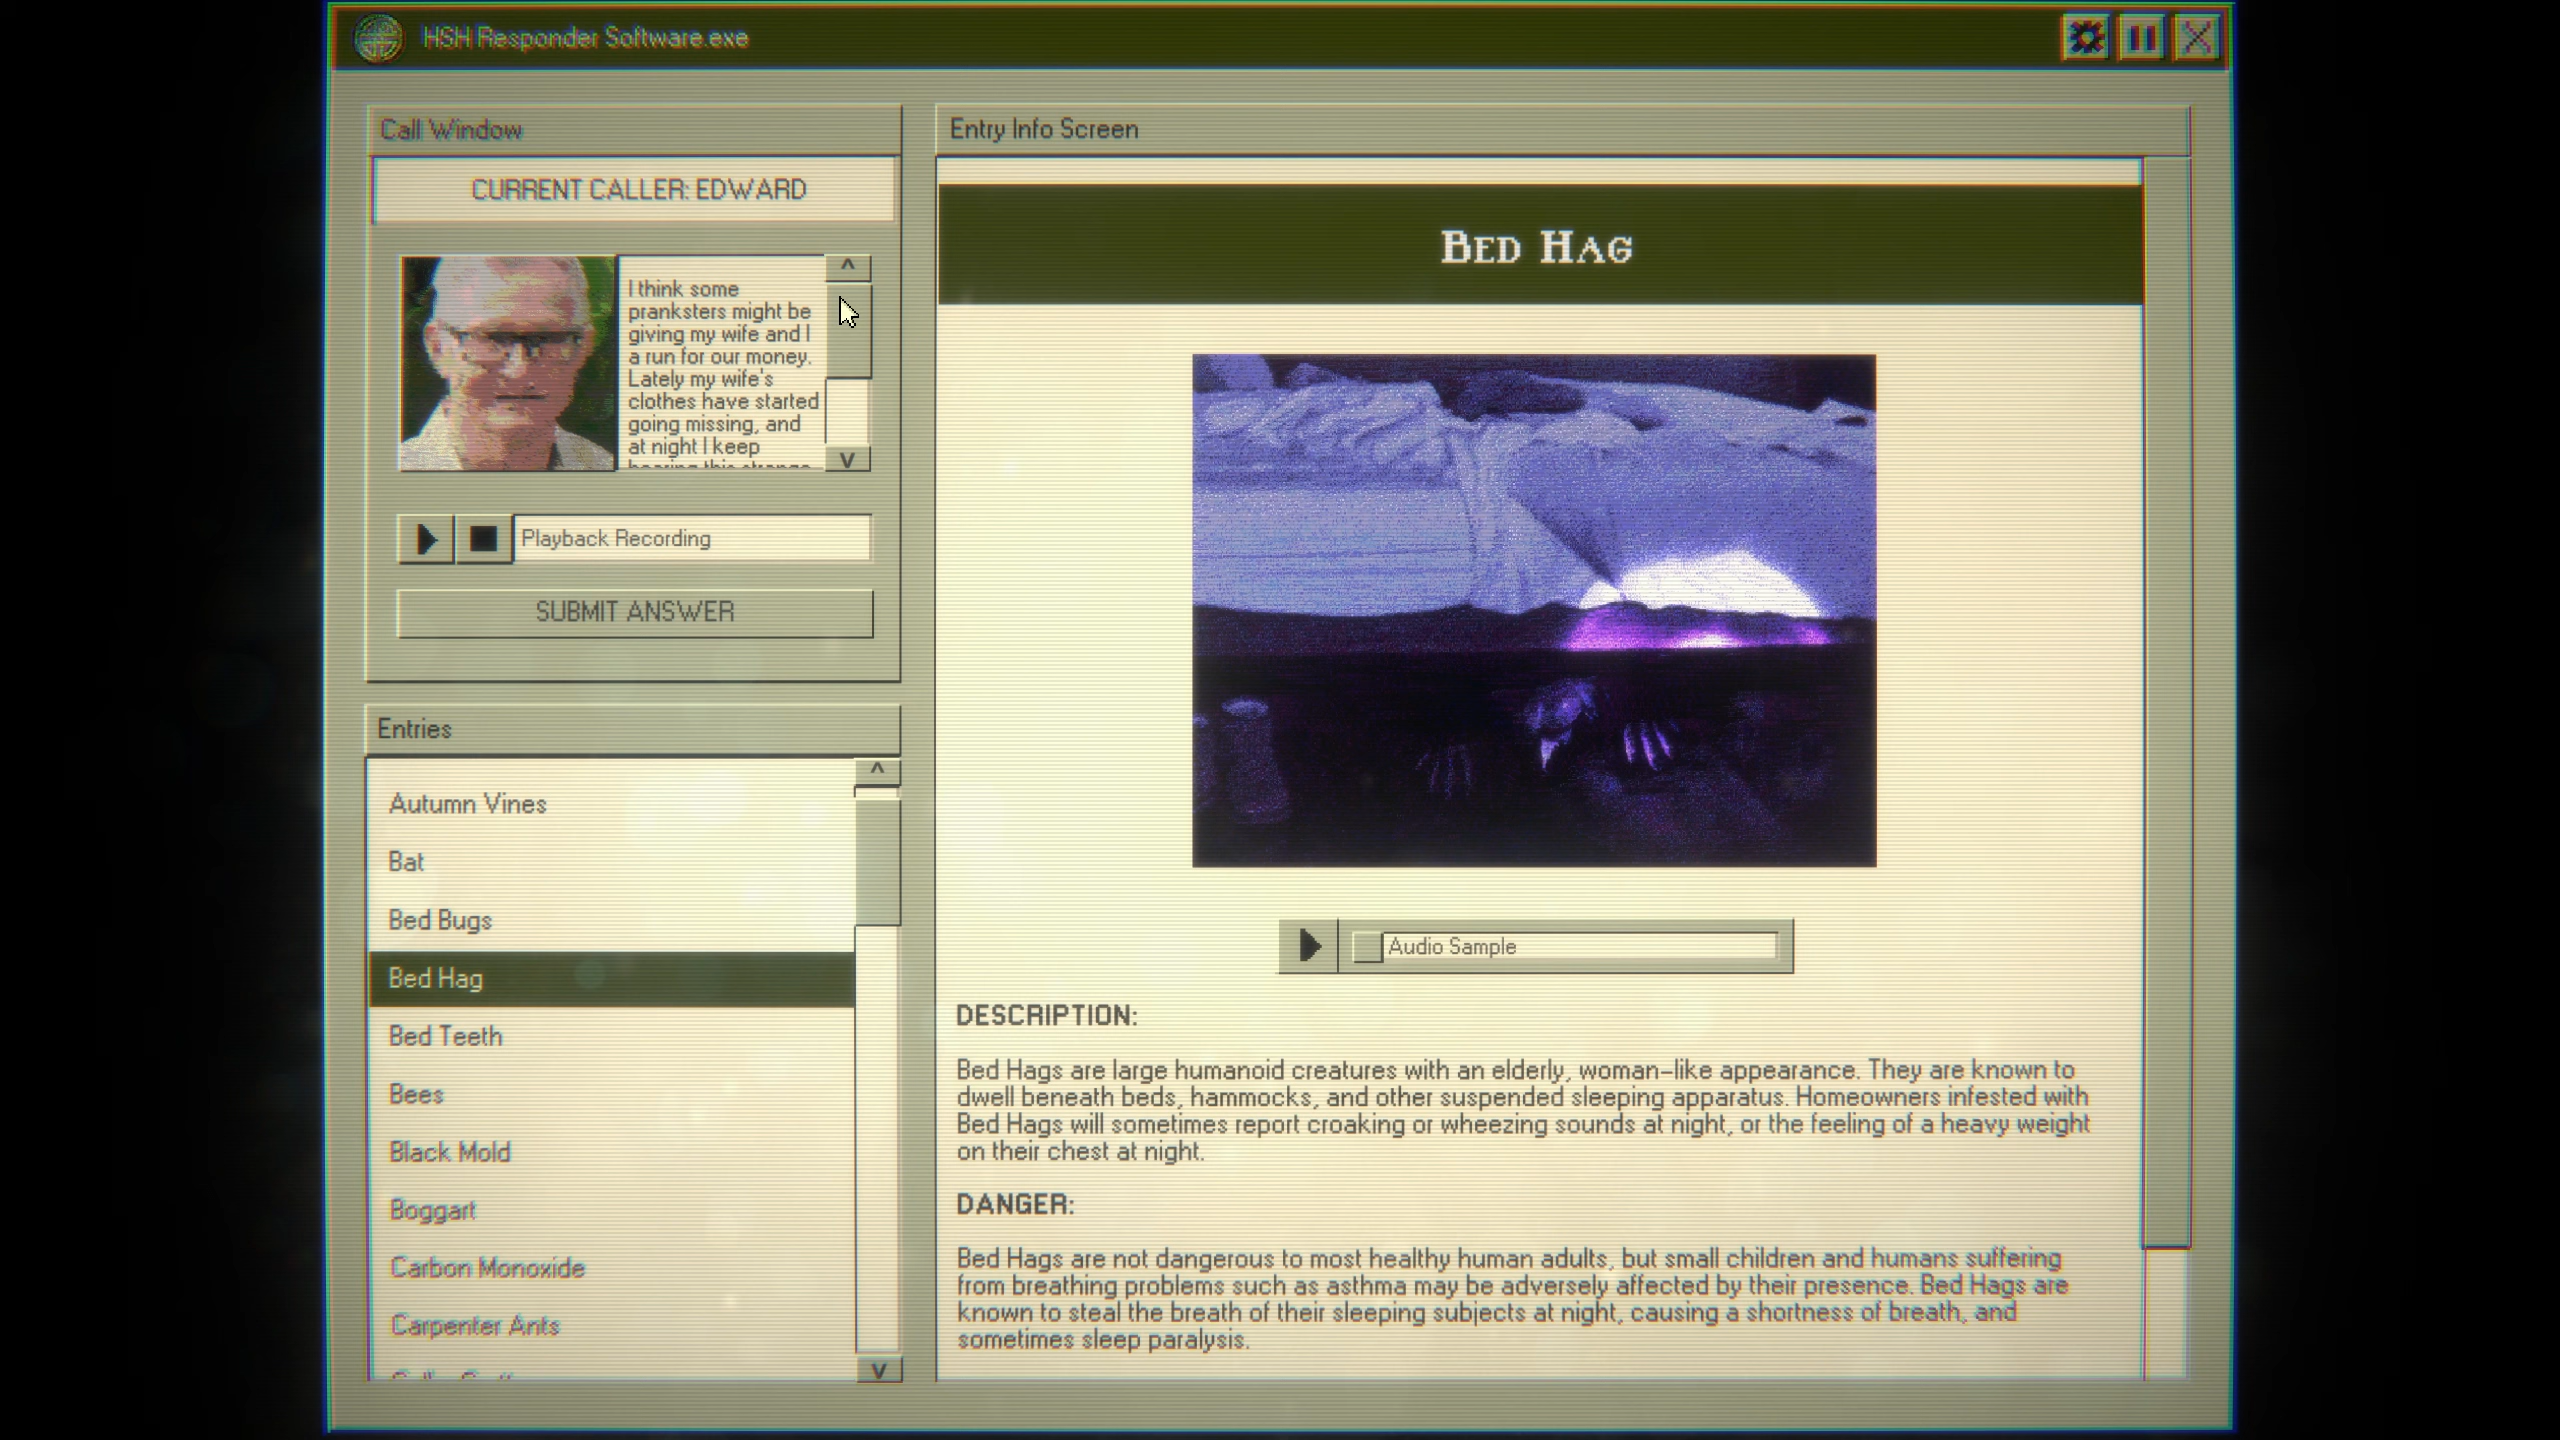 HSH Responder Software.exe
Call Window
CURRENT CALLER: EDWARD
I think some
pranksters might be
giving my wife and I
a run for our money.
Lately my wife's
clothes have started
going missing, and
at night I keep
hearing this strange
Playback Recording
SUBMIT ANSWER
Entries
Autumn Vines
Bat
Bed Bugs
Bed Hag
Bed Teeth
Bees
Black Mold
Boggart
Carbon Monoxide
Carpenter Ants
Entry Info Screen
BED HAG
Audio Sample
DESCRIPTION:
Bed Hags are large humanoid creatures with an elderly, woman-like appearance. They are known to
dwell beneath beds, hammocks, and other suspended sleeping apparatus. Homeowners infested with
Bed Hags will sometimes report croaking or wheezing sounds at night, or the feeling of a heavy weight
on their chest at night.
DANGER:
Bed Hags are not dangerous to most healthy human adults, but small children and humans suffering
from breathing problems such as asthma may be adversely affected by their presence. Bed Hags are
known to steal the breath of their sleeping subjects at night, causing a shortness of breath, and
sometimes sleep paralysis.